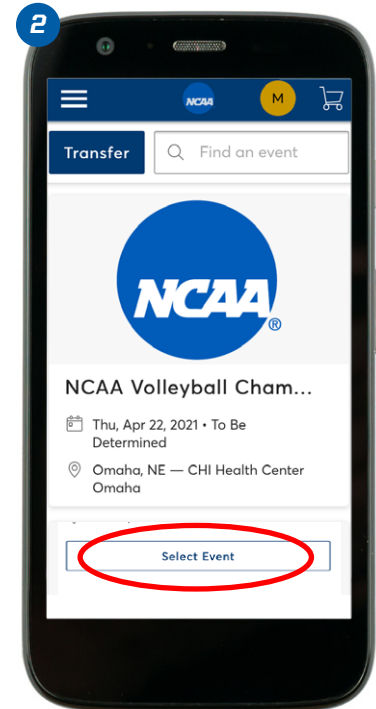 2
NCAA
M
Transfer
Find an event
NCAA
®
NCAA Volleyball Cham...
Thu, Apr 22, 2021 • To Be
Determined
Omaha, NE — CHI Health Center
Omaha
Select Event